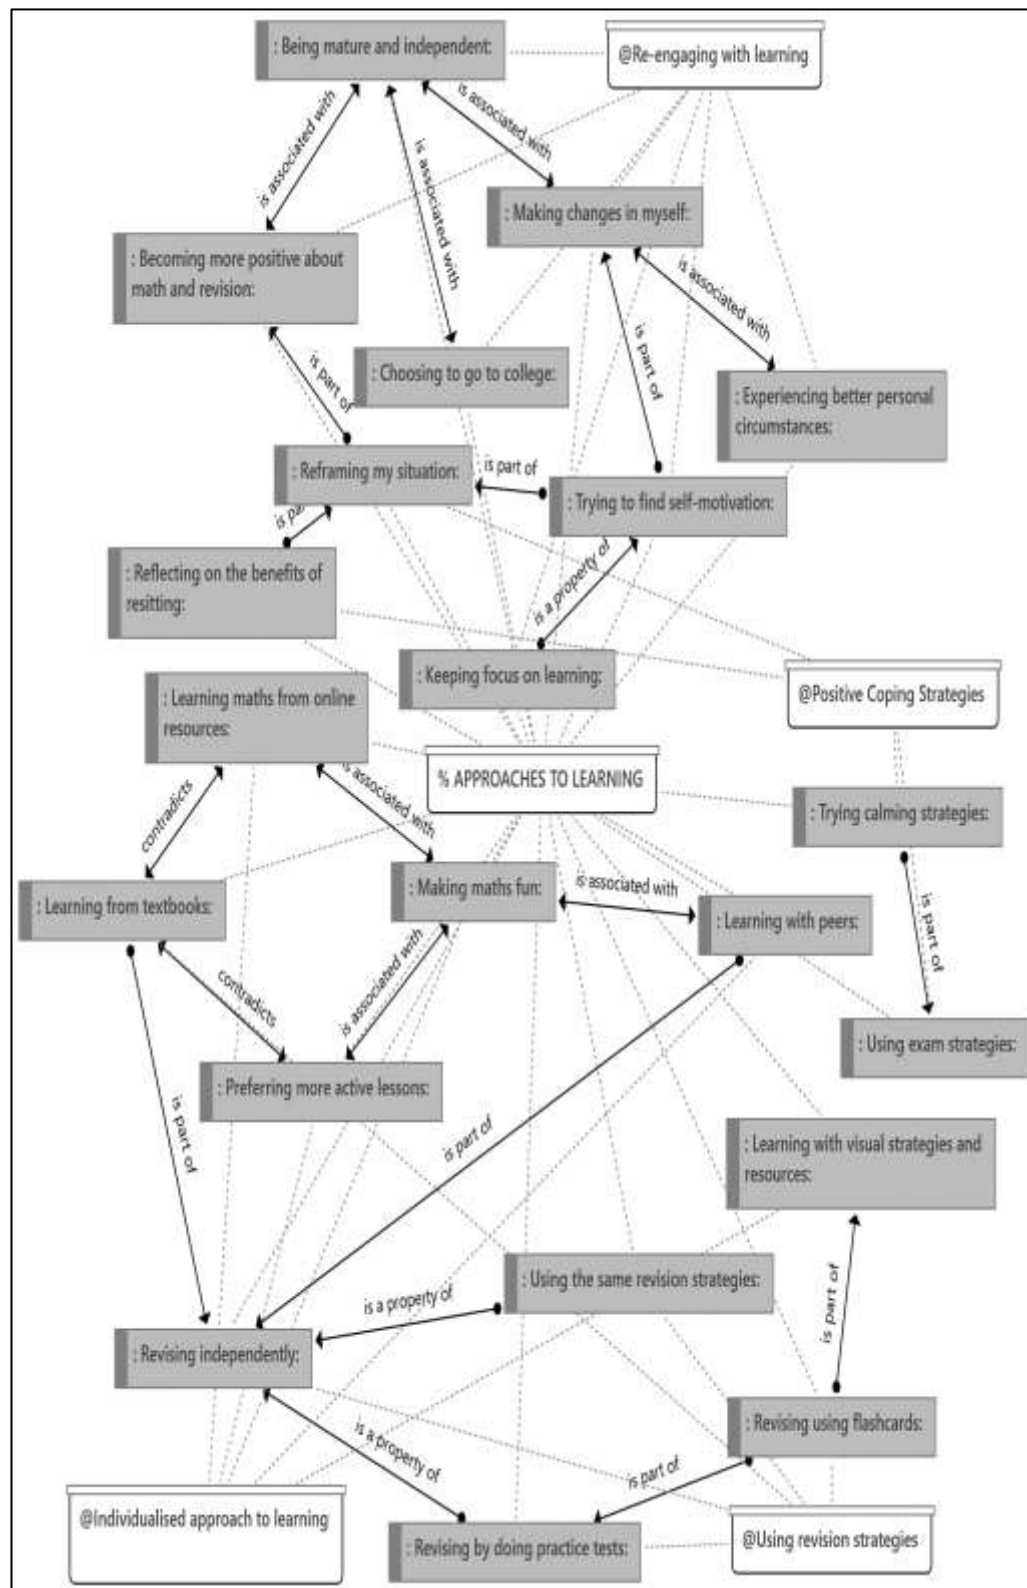 : Being mature and independent:
@Re-engaging with learning
is associated with
is associated with
is associated with
: Making changes in myself:
: Becoming more positive about
math and revision:
is associated with
is part of
is part of
: Choosing to go to college:
: Experiencing better personal
circumstances:
: Reframing my situation:
is part of
: Trying to find self-motivation:
is par
: Reflecting on the benefits of
resitting:
is a property of
: Keeping focus on learning:
@Positive Coping Strategies
: Learning maths from online
resources:
% APPROACHES TO LEARNING
is associated with
contradicts
: Trying calming strategies:
: Making maths fun:
is associated with
: Learning from textbooks:
: Learning with peers:
is part of
is associated with
contradicts
: Using exam strategies:
: Preferring more active lessons:
is part of
is part of
: Learning with visual strategies and
resources:
: Using the same revision strategies:
is a property of
is part of
: Revising independently:
: Revising using flashcards:
is a property of
is part of
@Individualised approach to learning
: Revising by doing practice tests:
@Using revision strategies